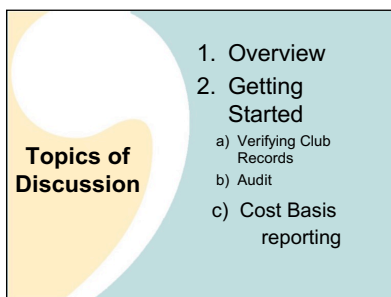 Topics of
Discussion
1. Overview
2. Getting
Started
a) Verifying Club
Records
b) Audit
c) Cost Basis
reporting